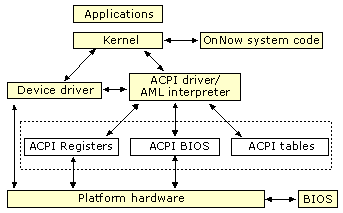 Applications
Kernel
OnNow system code
Device driver
ACPI driver/
AML interpreter
ACPI Registers
ACPI BIOS
ACPI tables
Platform hardware
BIOS